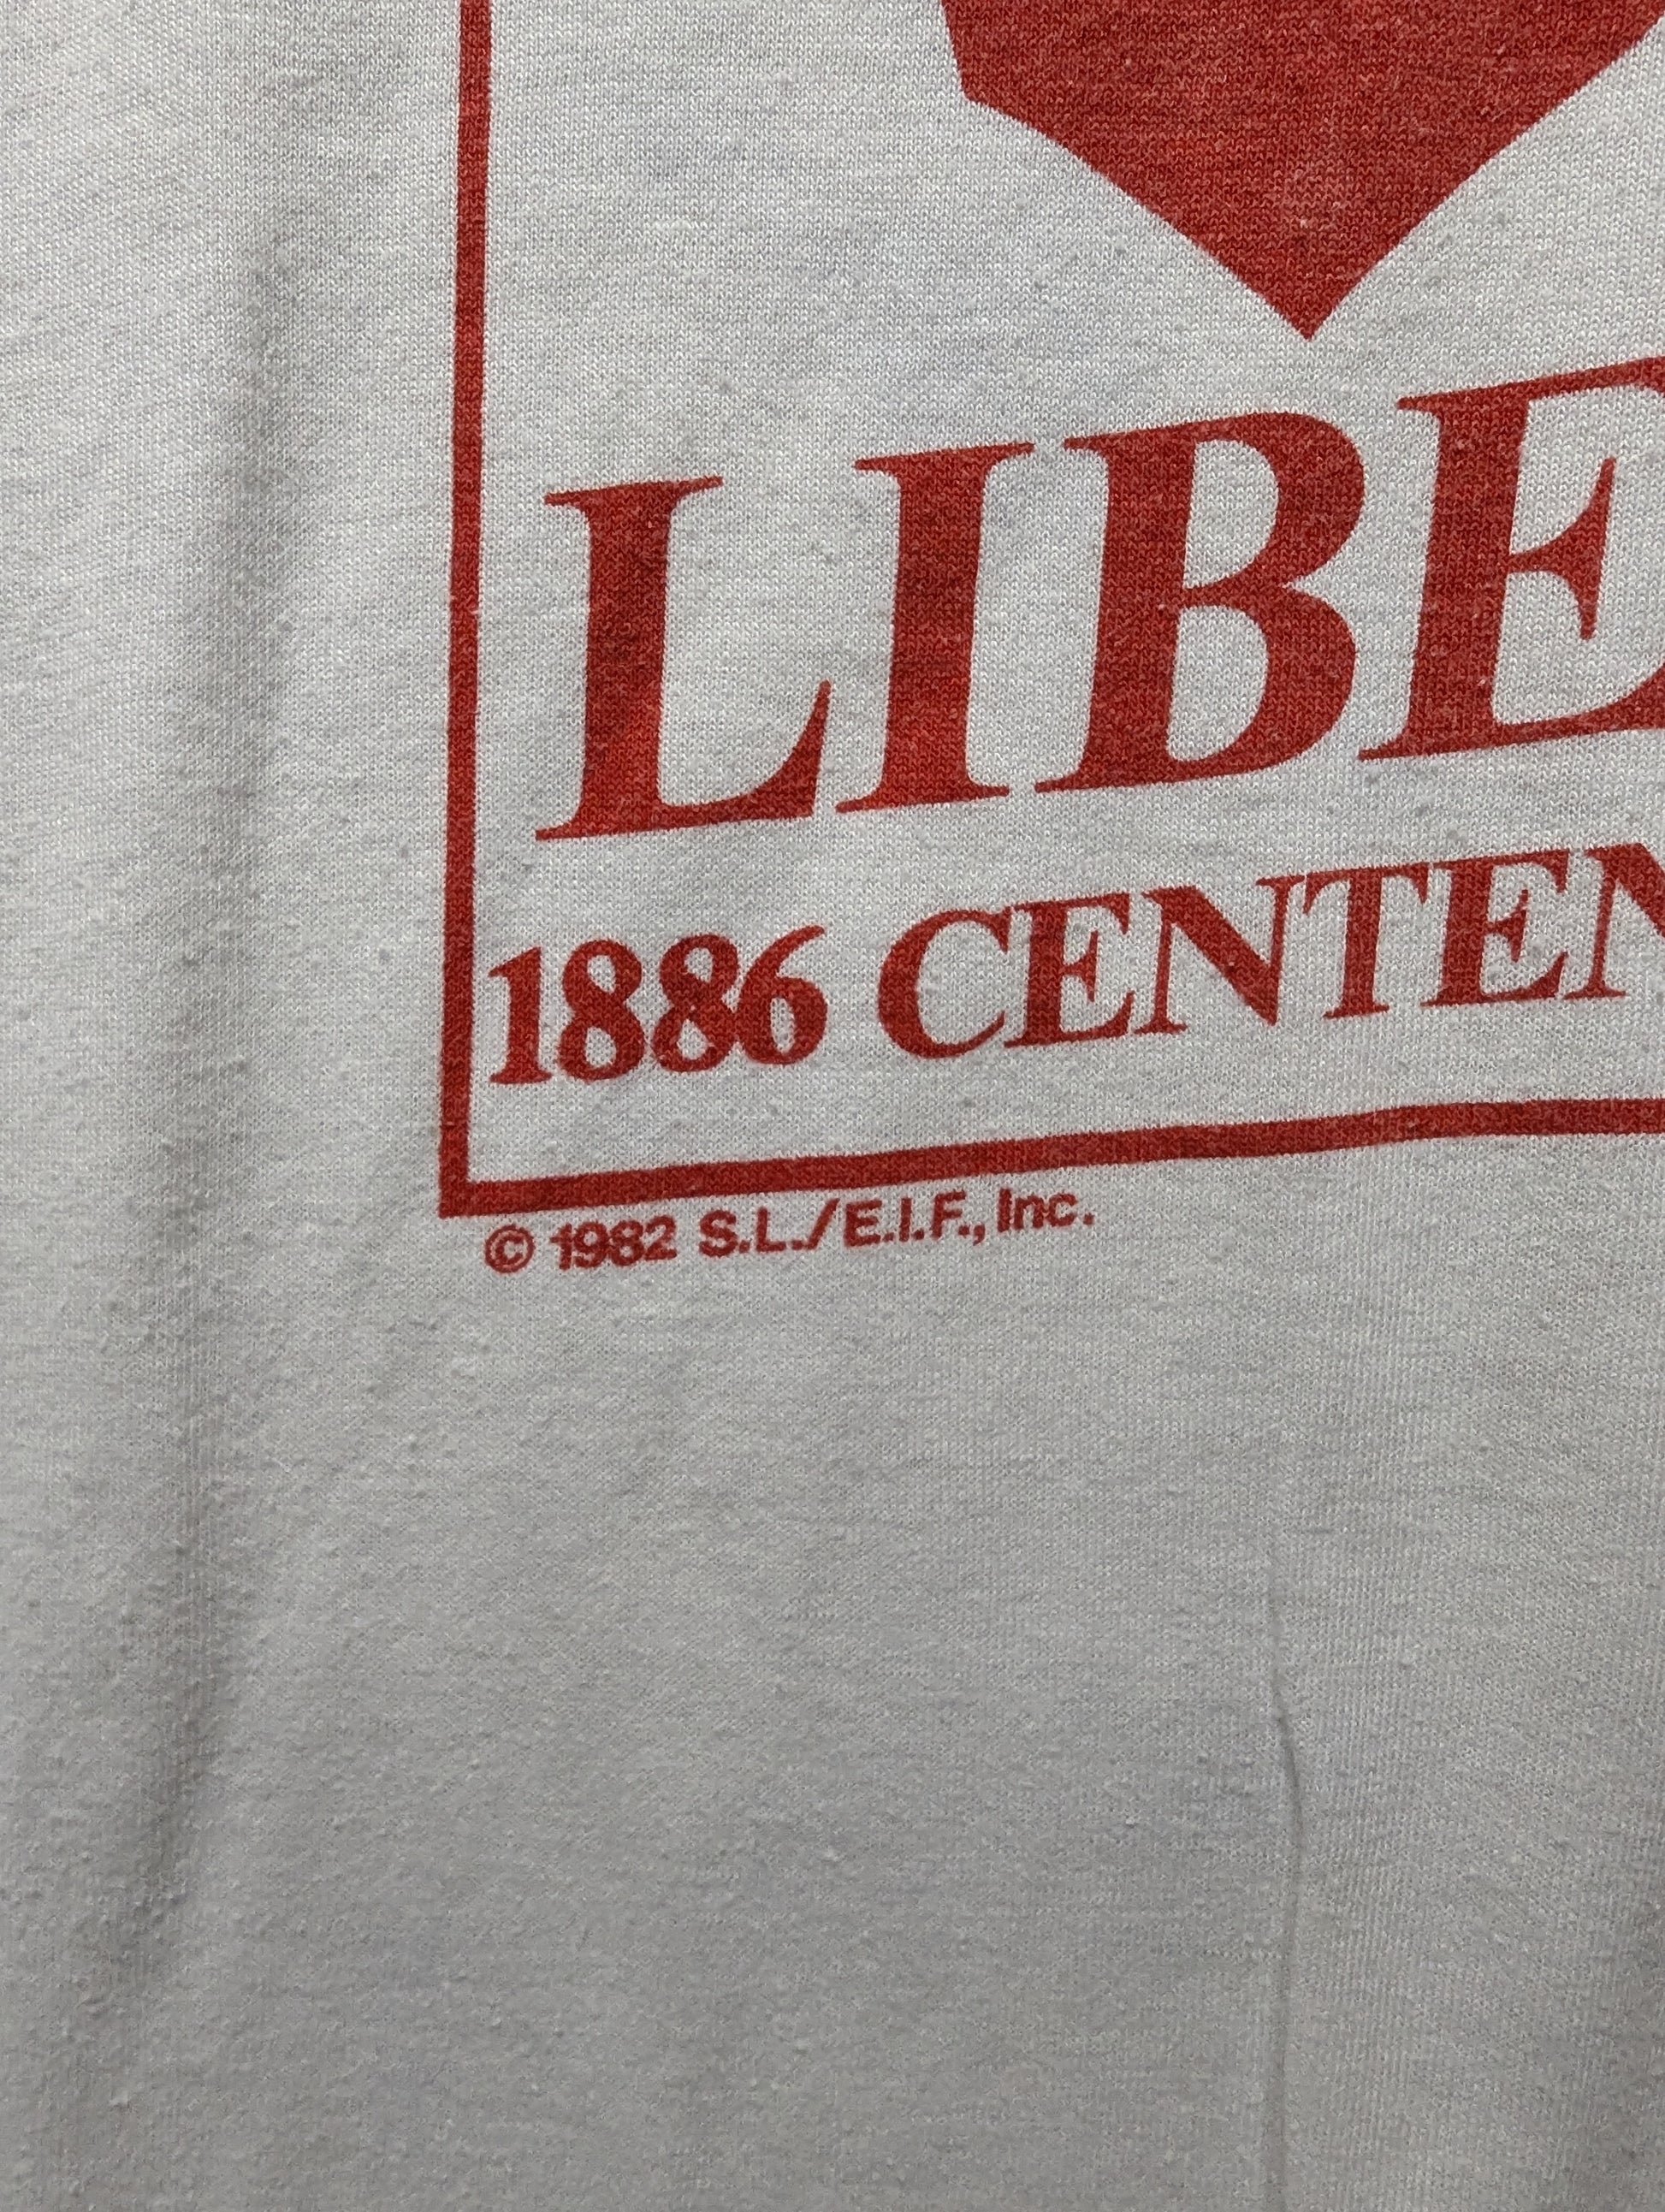 LIBE
1886 CENTEN
© 1982 S.L./E.I.F., Inc.